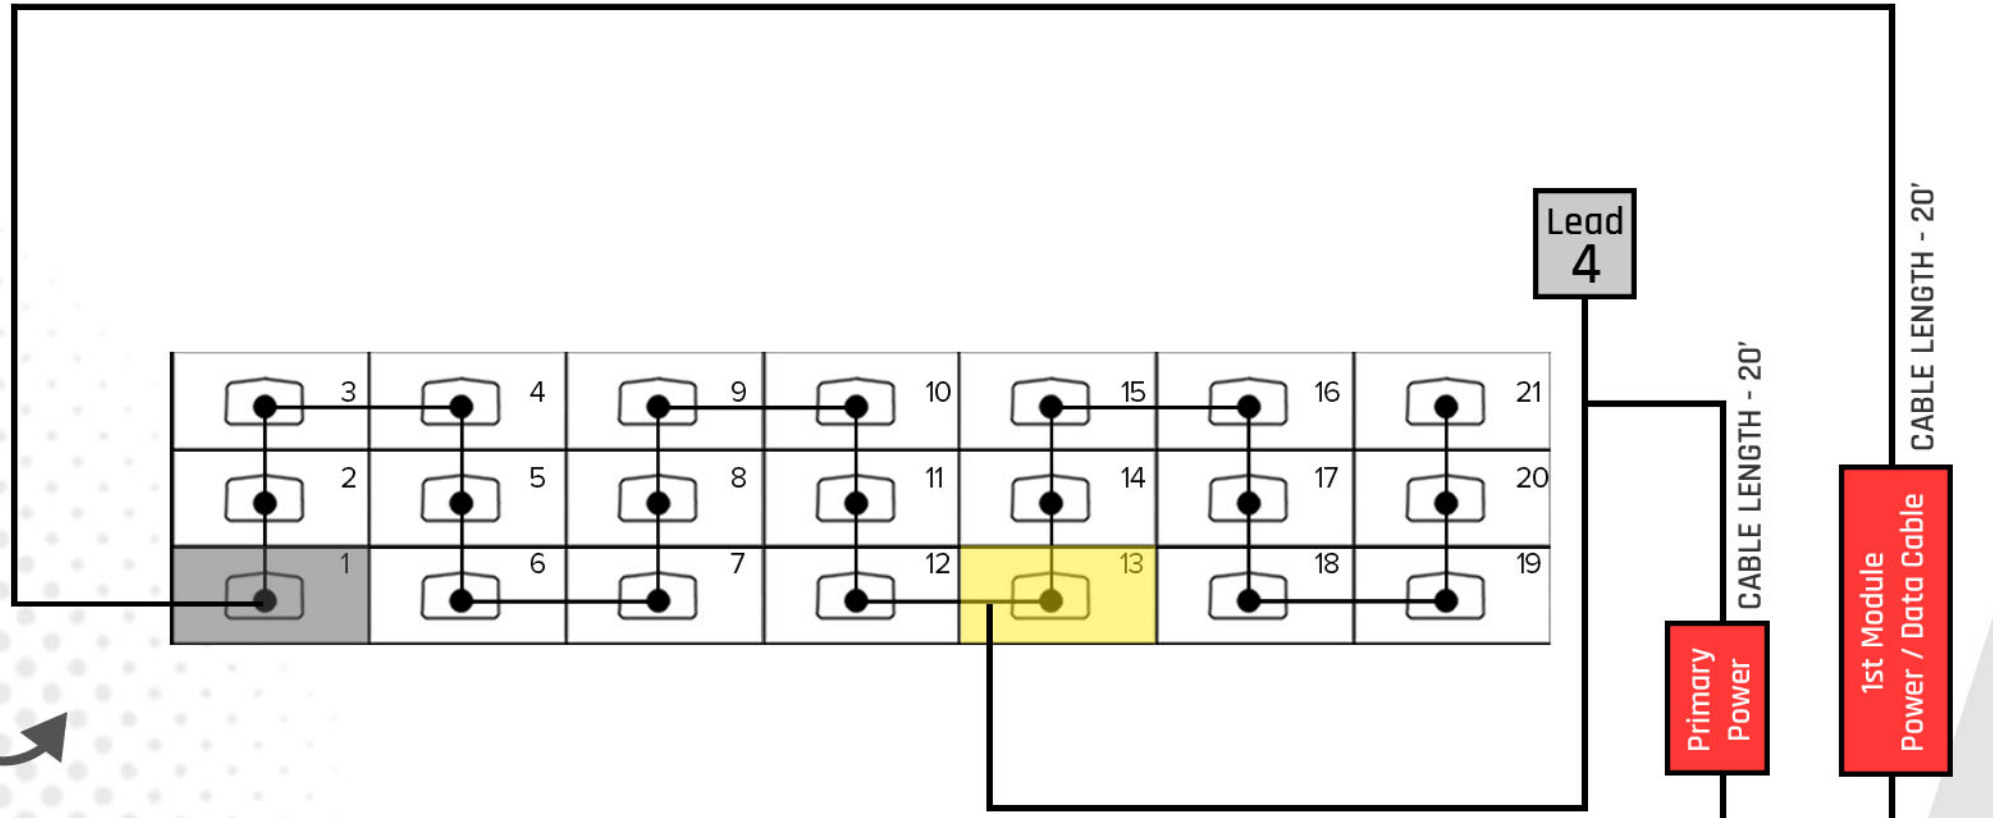 Lead
4
CABLE LENGTH - 20'
CABLE LENGTH - 20'
3 4 9 10 15 16 21
2 5 8 11 14 17 20
1 6 7 12 13 18 19
Primary
Power
1st Module
Power / Data Cable